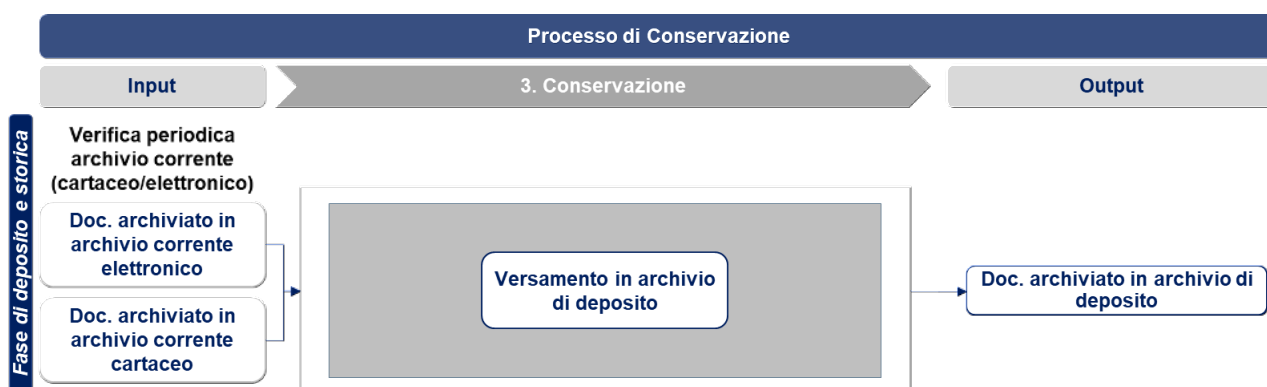 Processo di Conservazione
Input
3. Conservazione
Output
Fase di deposito e storica
Verifica periodica
archivio corrente
(cartaceo/elettronico)
Doc. archiviato in
archivio corrente
elettronico
Doc. archiviato in
archivio corrente
cartaceo
Versamento in archivio
di deposito
Doc. archiviato in archivio di
deposito